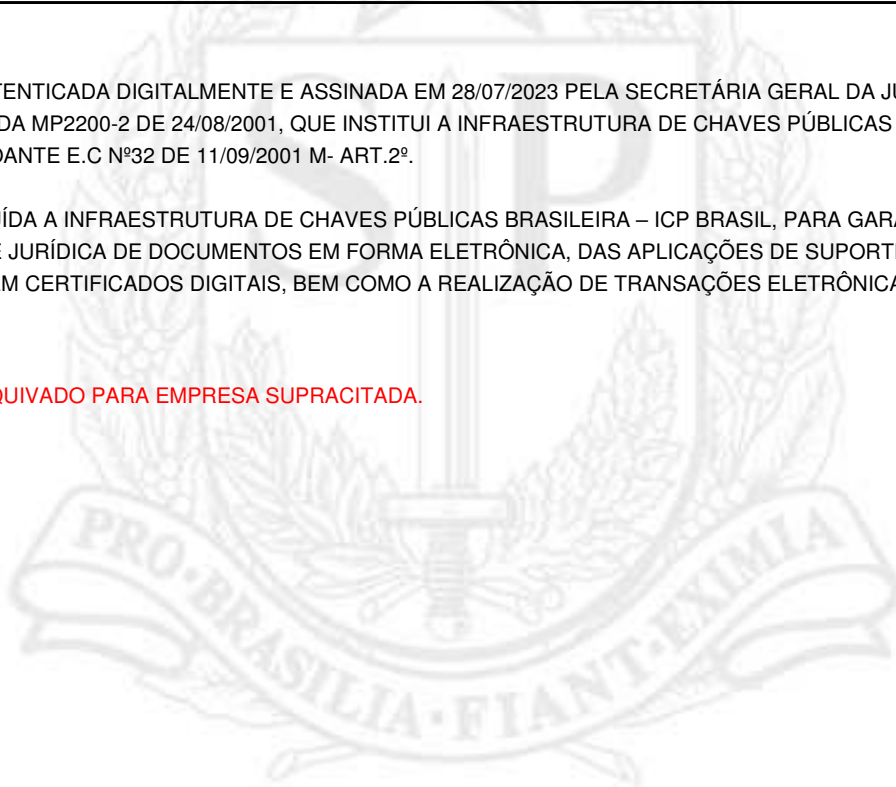 TENTICADA DIGITALMENTE E ASSINADA EM 28/07/2023 PELA SECRETÁRIA GERAL DA JU
DA MP2200-2 DE 24/08/2001, QUE INSTITUI A INFRAESTRUTURA DE CHAVES PÚBLICAS
DANTE E.C Nº32 DE 11/09/2001 M- ART.2º.
ÍDA A INFRAESTRUTURA DE CHAVES PÚBLICAS BRASILEIRA – ICP BRASIL, PARA GARA
E JURÍDICA DE DOCUMENTOS EM FORMA ELETRÔNICA, DAS APLICAÇÕES DE SUPORTE
EM CERTIFICADOS DIGITAIS, BEM COMO A REALIZAÇÃO DE TRANSAÇÕES ELETRÔNICA
QUIVADO PARA EMPRESA SUPRACITADA.
SP
PRO·BRASILIA·FIANT·EXIMIA